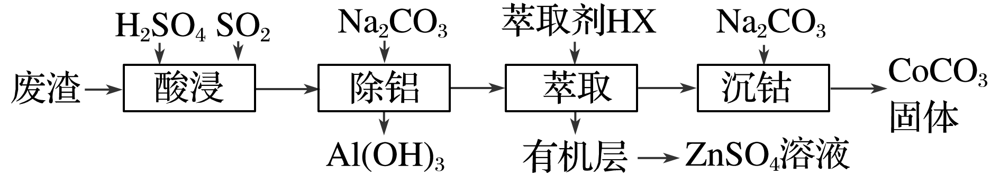 H₂SO₄ SO₂ Na₂CO₃ 萃取剂HX Na₂CO₃
废渣 酸浸 除铝 萃取 沉钴 CoCO₃
固体
Al(OH)₃ 有机层 ZnSO₄溶液